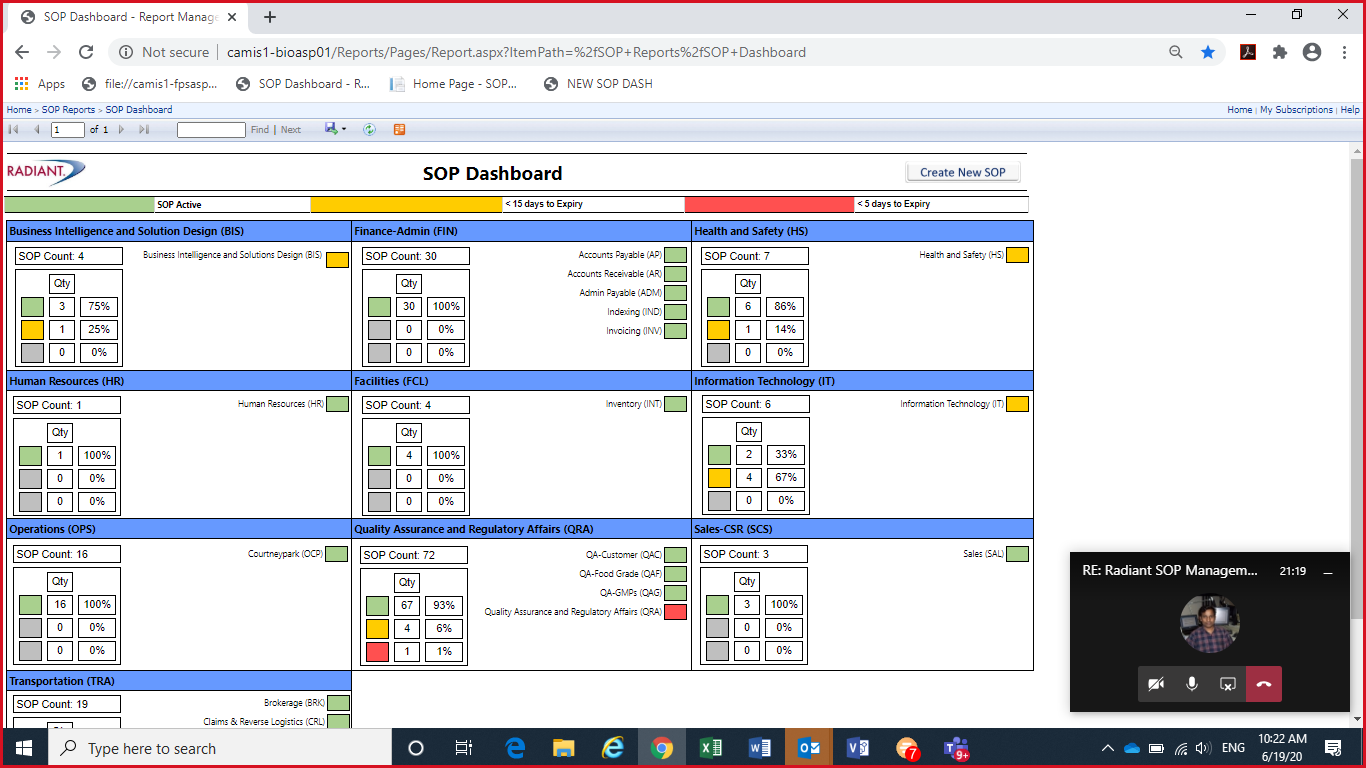 SOP Dashboard - Report Manage
Not secure camis1-bioasp01/Reports/Pages/Report.aspx?ItemPath=%2fSOP+Reports%2fSOP+Dashboard
Apps file://camis1-fpsasp... SOP Dashboard - R... Home Page - SOP... NEW SOP DASH
Home > SOP Reports > SOP Dashboard Home | My Subscriptions | Help
1 of 1 Find | Next
RADIANT. SOP Dashboard Create New SOP
SOP Active < 15 days to Expiry < 5 days to Expiry
Business Intelligence and Solution Design (BIS)
SOP Count: 4 Business Intelligence and Solutions Design (BIS)
Qty
3 75%
1 25%
0 0%
Finance-Admin (FIN)
SOP Count: 30 Accounts Payable (AP)
Accounts Receivable (AR)
Admin Payable (ADM)
Indexing (IND)
Invoicing (INV)
Qty
30 100%
0 0%
0 0%
Health and Safety (HS)
SOP Count: 7 Health and Safety (HS)
Qty
6 86%
1 14%
0 0%
Human Resources (HR)
SOP Count: 1 Human Resources (HR)
Qty
1 100%
0 0%
0 0%
Facilities (FCL)
SOP Count: 4 Inventory (INT)
Qty
4 100%
0 0%
0 0%
Information Technology (IT)
SOP Count: 6 Information Technology (IT)
Qty
2 33%
4 67%
0 0%
Operations (OPS)
SOP Count: 16 Courtneypark (OCP)
Qty
16 100%
0 0%
0 0%
Quality Assurance and Regulatory Affairs (QRA)
SOP Count: 72 QA-Customer (QAC)
QA-Food Grade (QAF)
QA-GMPs (QAG)
Quality Assurance and Regulatory Affairs (QRA)
Qty
67 93%
4 6%
1 1%
Sales-CSR (SCS)
SOP Count: 3 Sales (SAL)
Qty
3 100%
0 0%
0 0%
Transportation (TRA)
SOP Count: 19 Brokerage (BRK)
Claims & Reverse Logistics (CRL)
RE: Radiant SOP Managem... 21:19
Type here to search
7
9+
ENG
10:22 AM
6/19/20